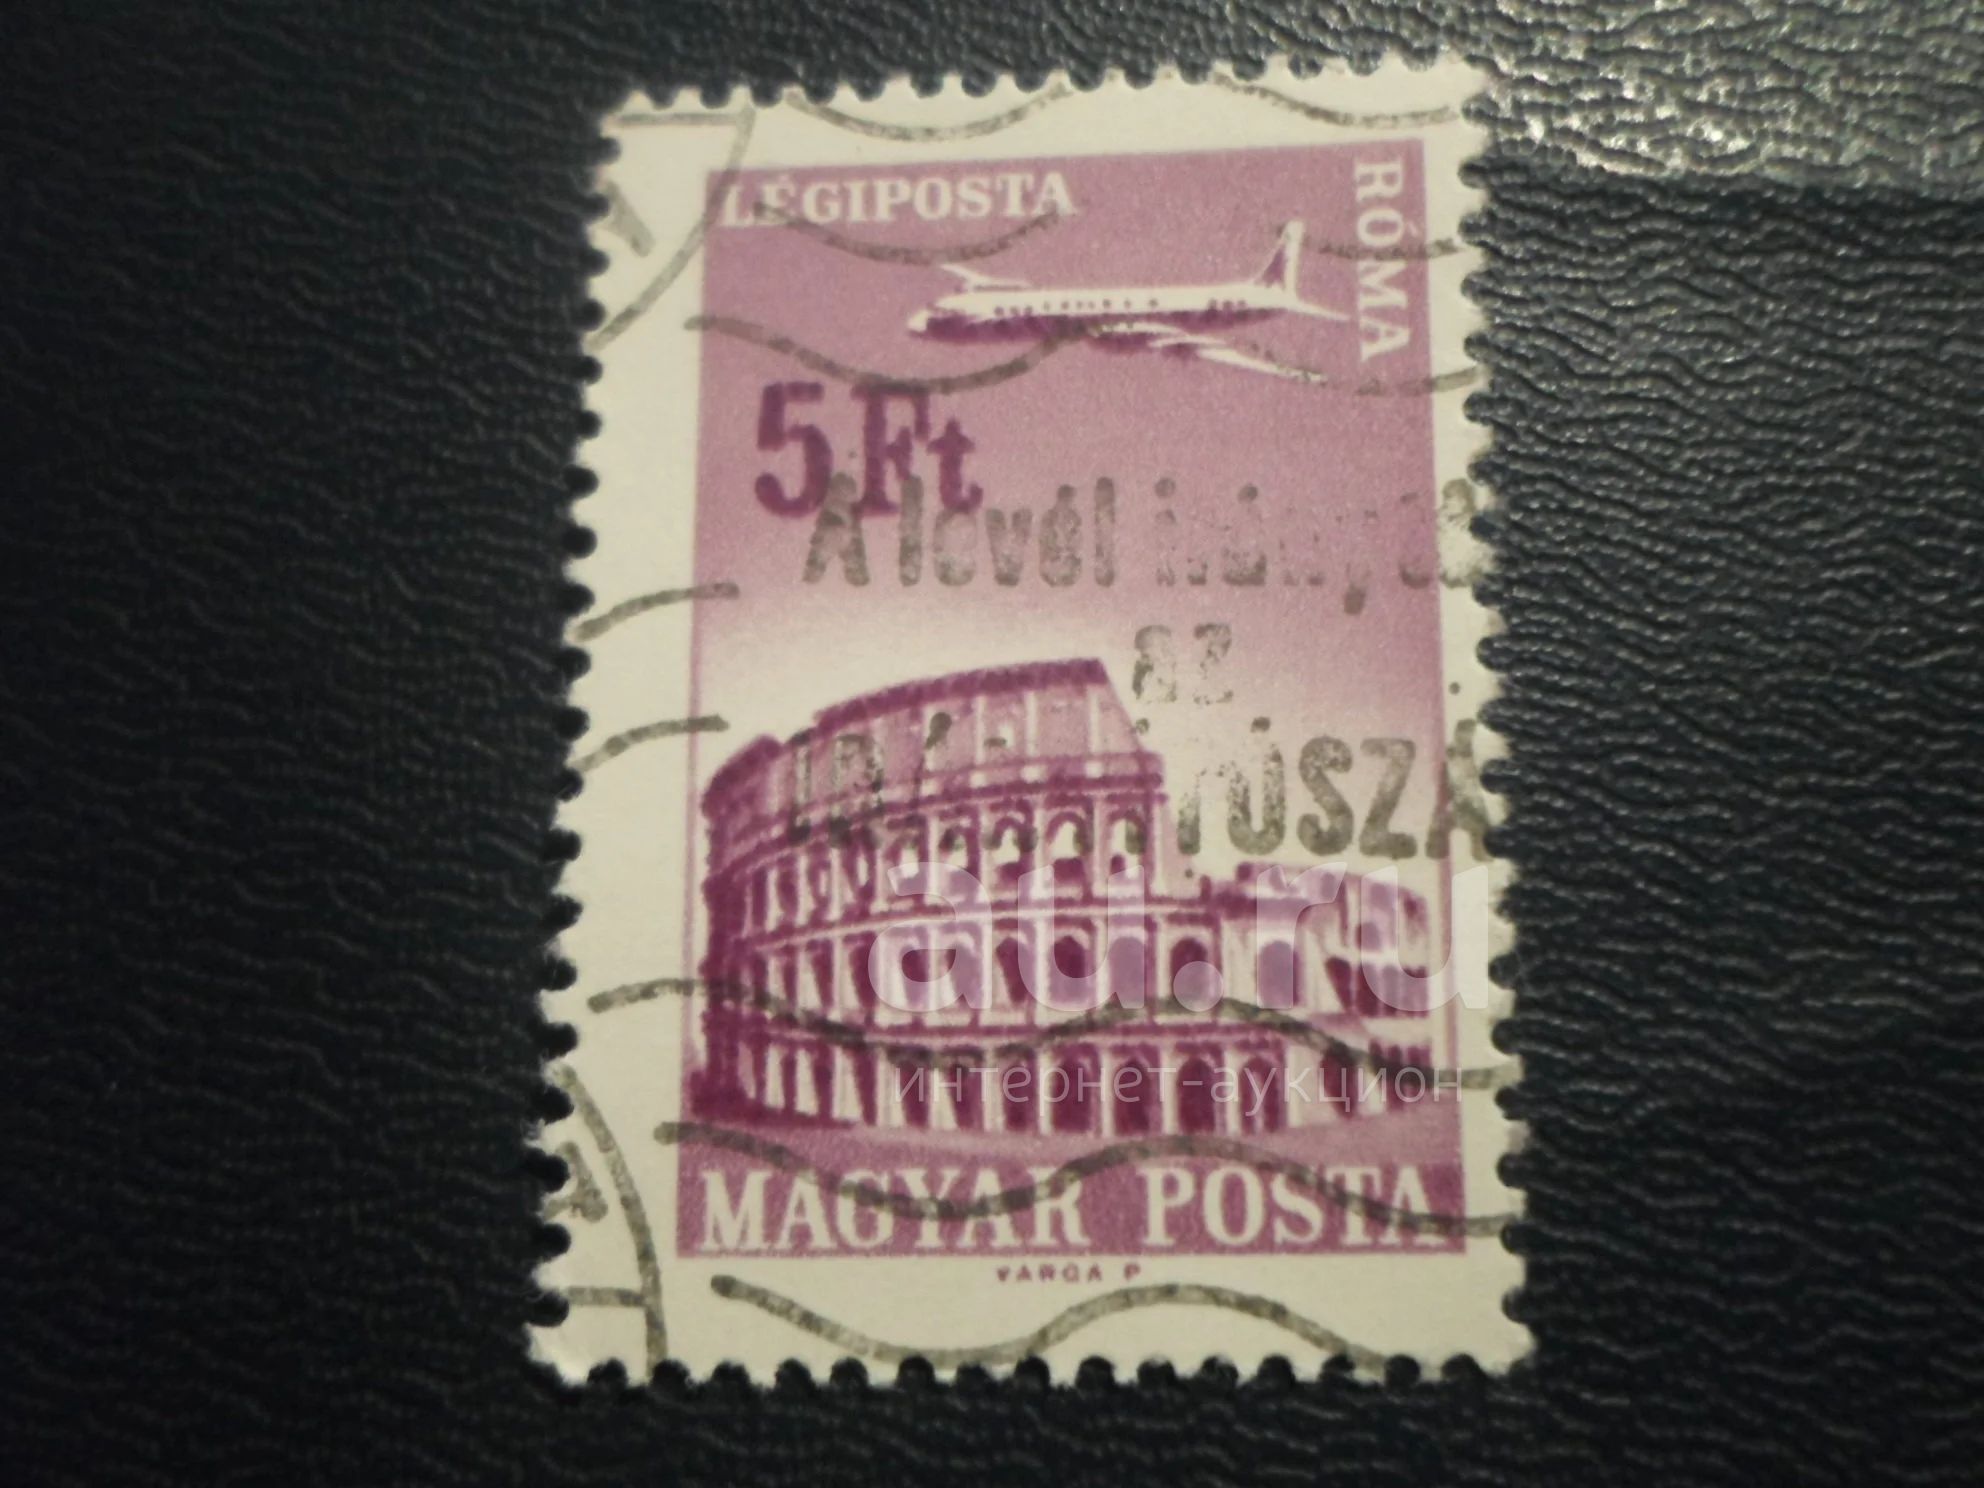 LÉGIPOSTA
RÓMA
5 Ft
A levél
az
au.ru
интернет-аукцион
MAGYAR POSTA
VARGA P